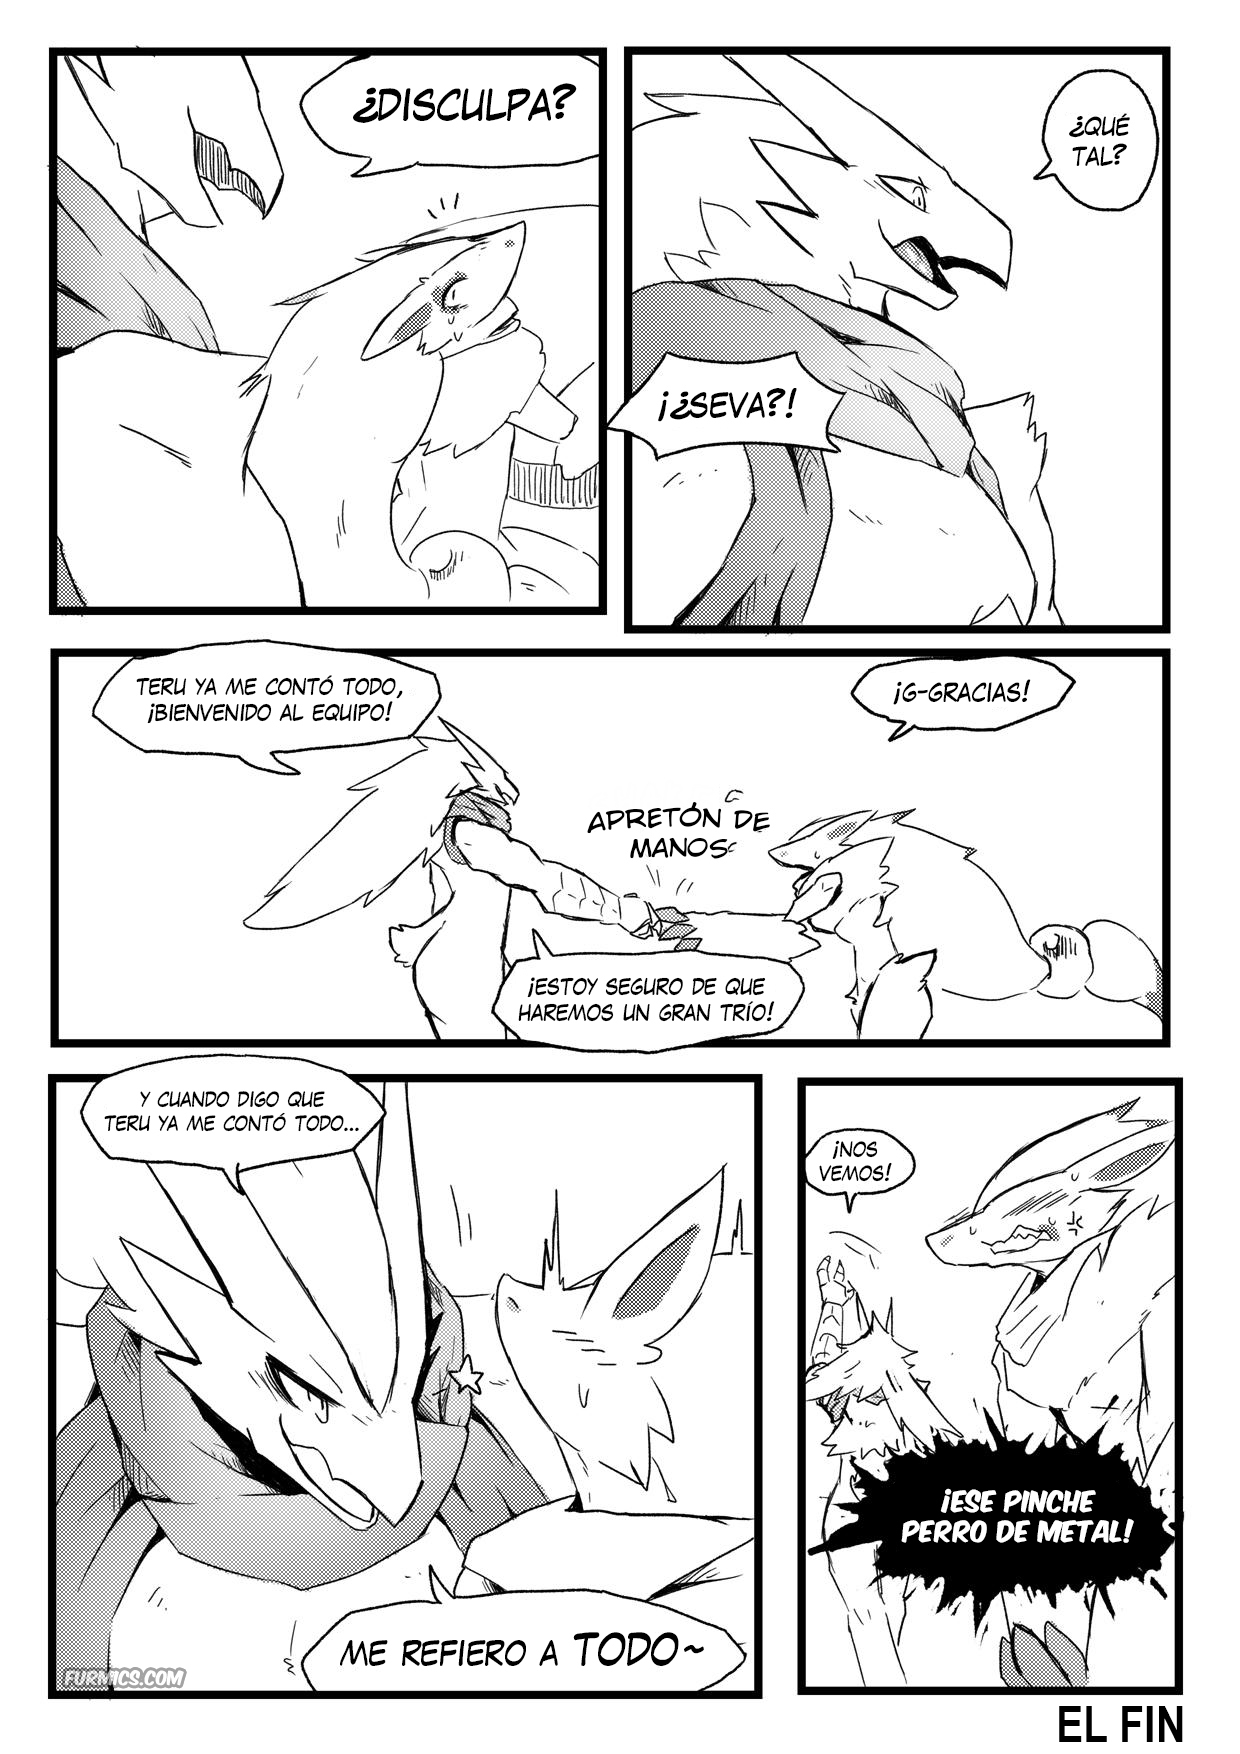 ¿DISCULPA?
¿QUÉ
TAL?
¡¿SEVA?!
TERU YA ME CONTÓ TODO,
¡BIENVENIDO AL EQUIPO!
¡G-GRACIAS!
APRETÓN DE
MANOS
¡ESTOY SEGURO DE QUE
HAREMOS UN GRAN TRÍO!
Y CUANDO DIGO QUE
TERU YA ME CONTÓ TODO...
ME REFIERO A TODO~
¡NOS
VEMOS!
¡ESE PINCHE
PERRO DE METAL!
FURMICS.COM
EL FIN